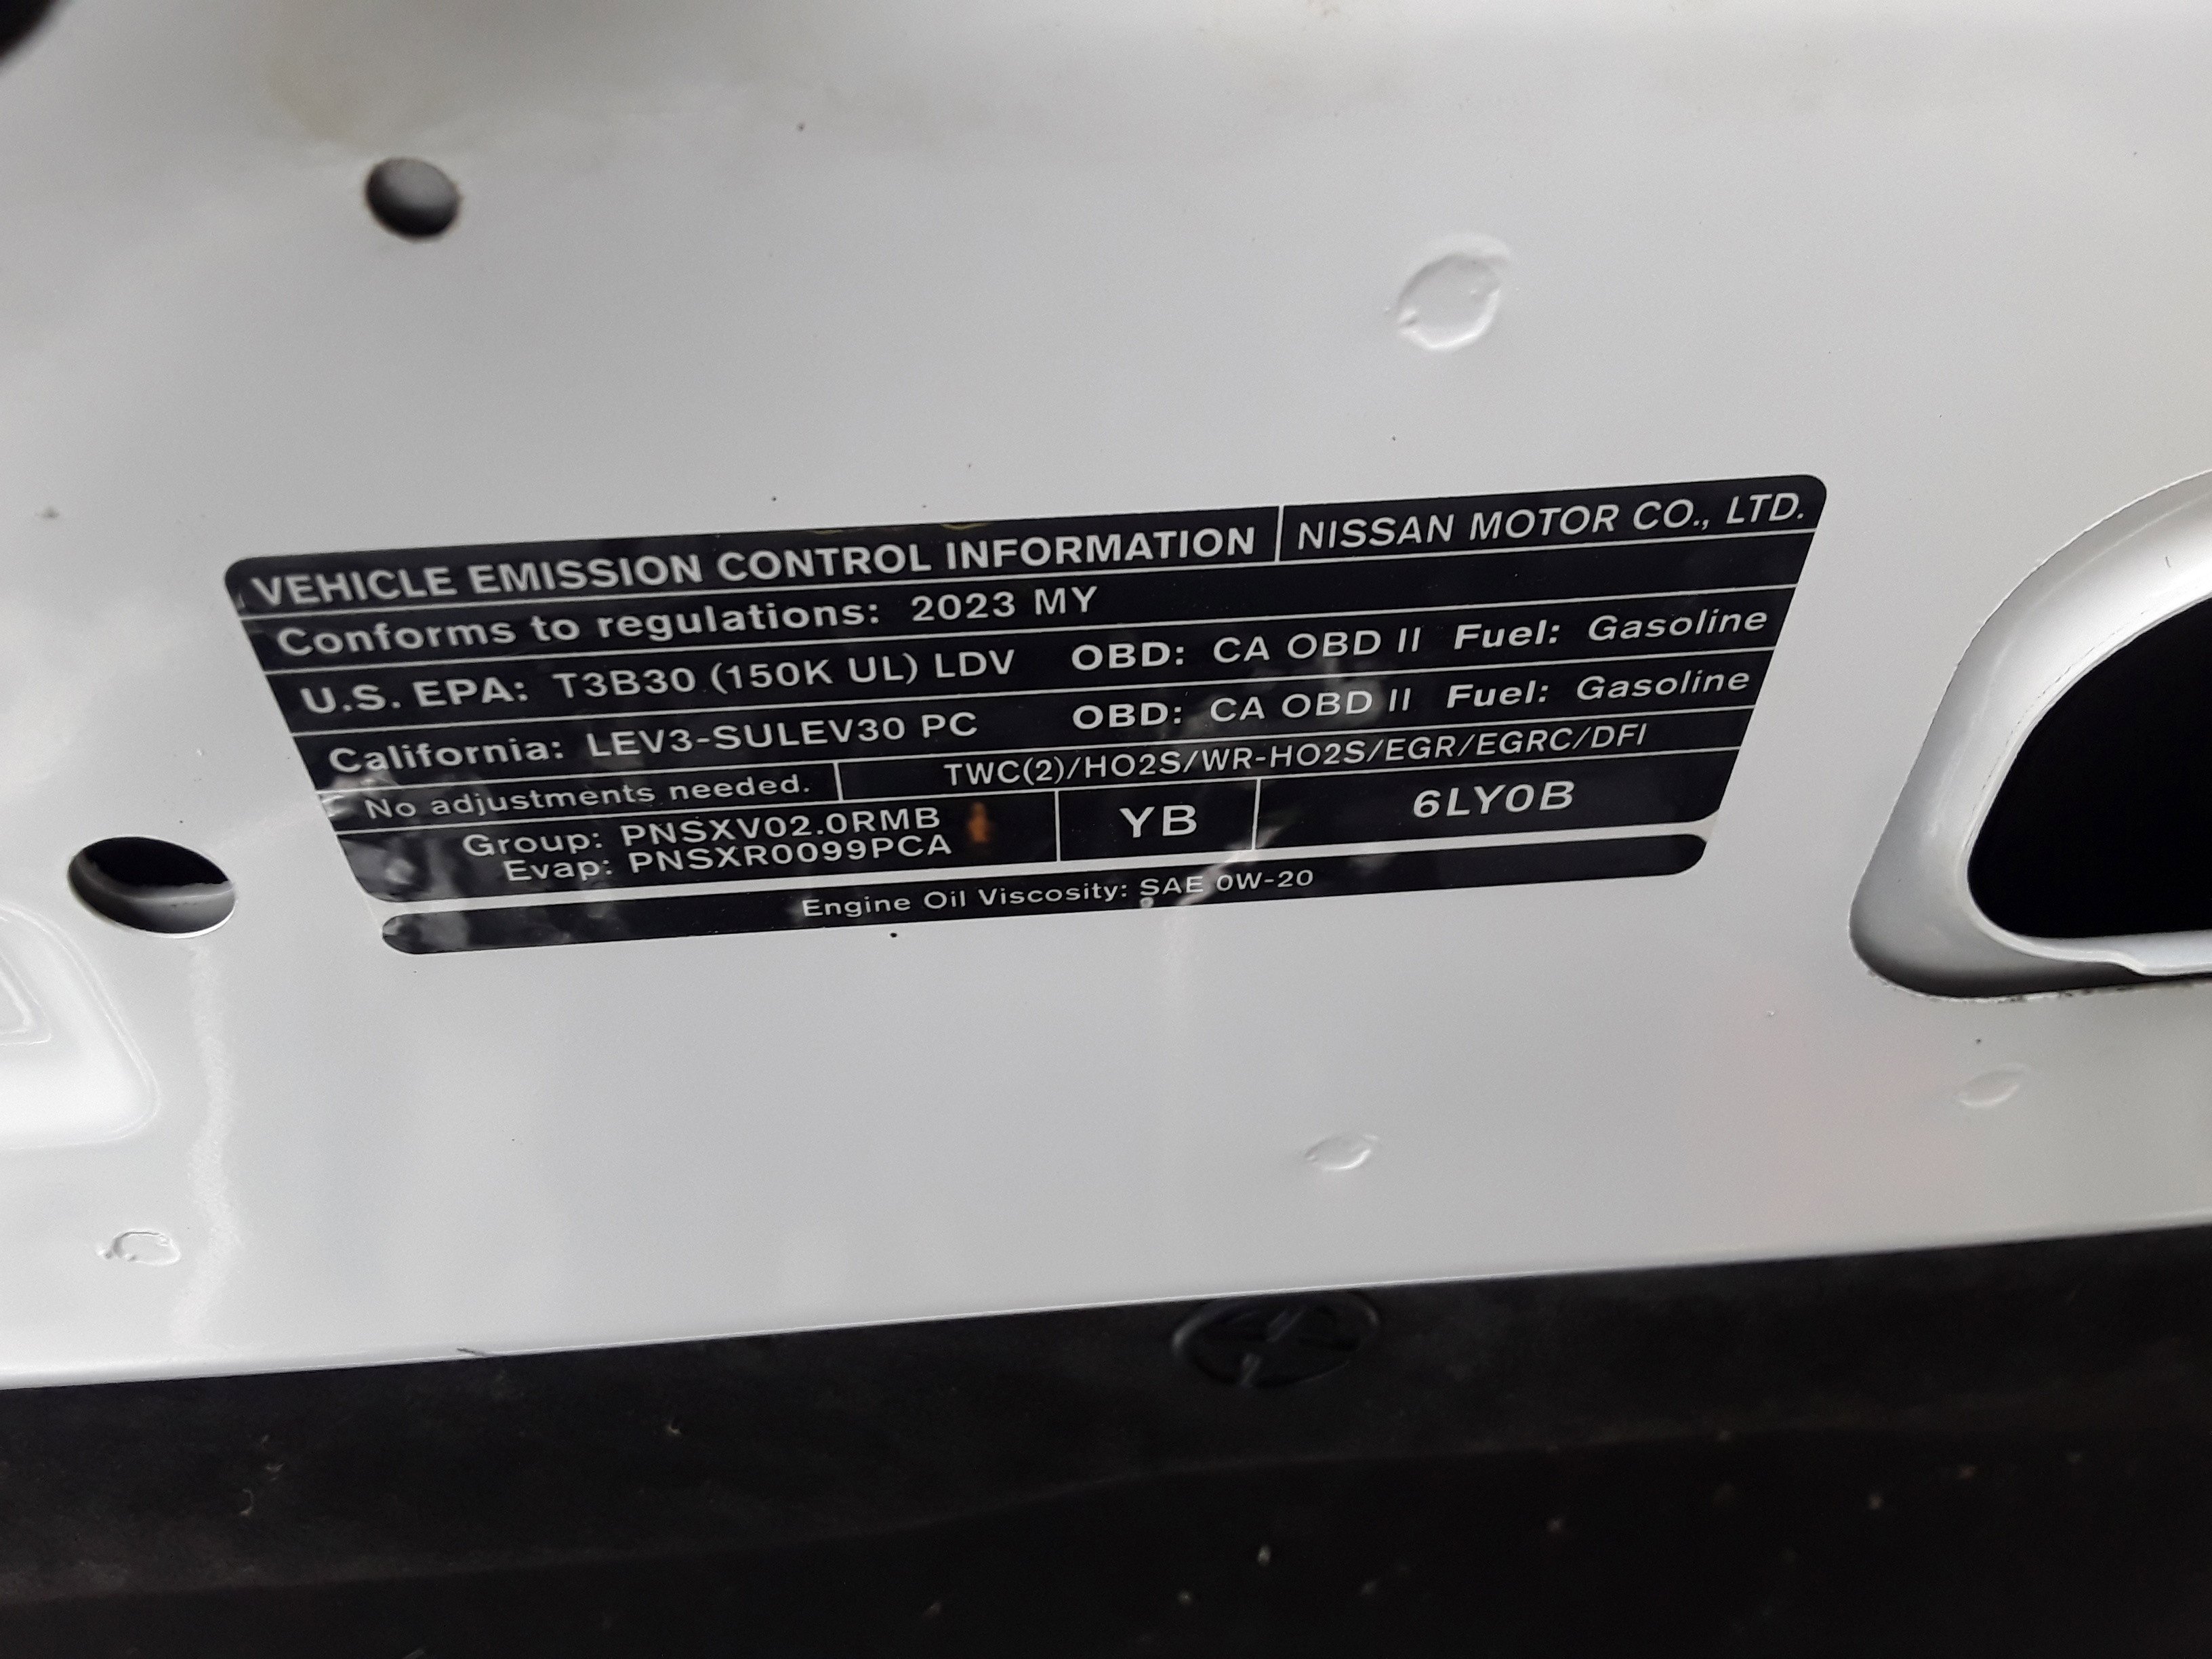 VEHICLE EMISSION CONTROL INFORMATION NISSAN MOTOR CO., LTD.
Conforms to regulations: 2023 MY
U.S. EPA: T3B30 (150K UL) LDV OBD: CA OBD II Fuel: Gasoline
California: LEV3-SULEV30 PC OBD: CA OBD II Fuel: Gasoline
No adjustments needed. TWC(2)/HO2S/WR-HO2S/EGR/EGRC/DFI
Group: PNSXV02.0RMB
Evap: PNSXR0099PCA
YB
6LY0B
Engine Oil Viscosity: SAE 0W-20